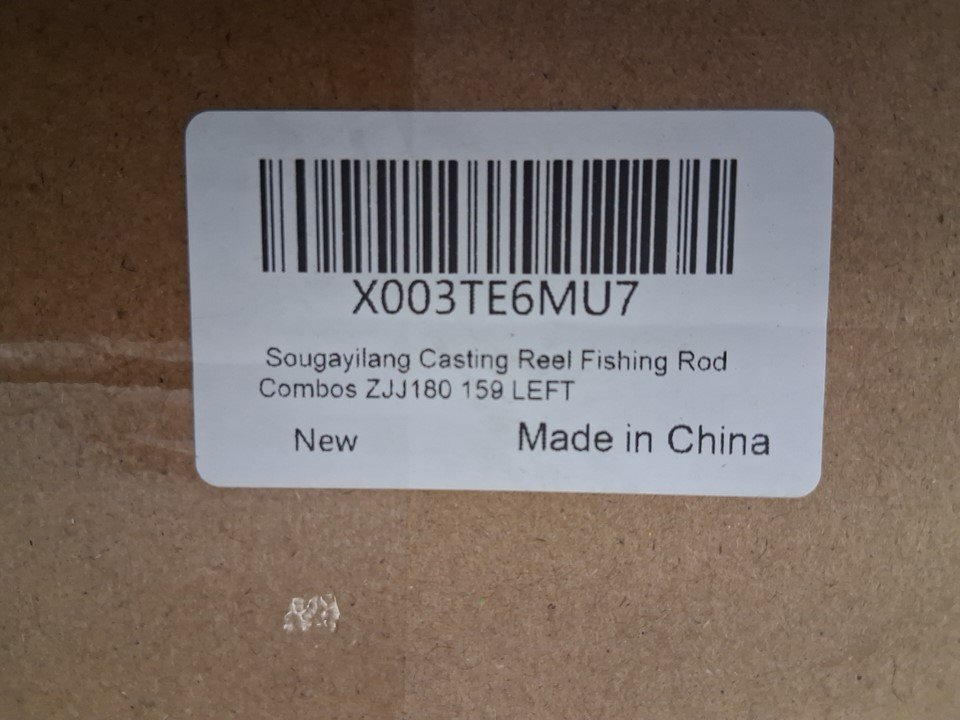 X003TE6MU7
Sougayilang Casting Reel Fishing Rod
Combos ZJJ180 159 LEFT
New
Made in China